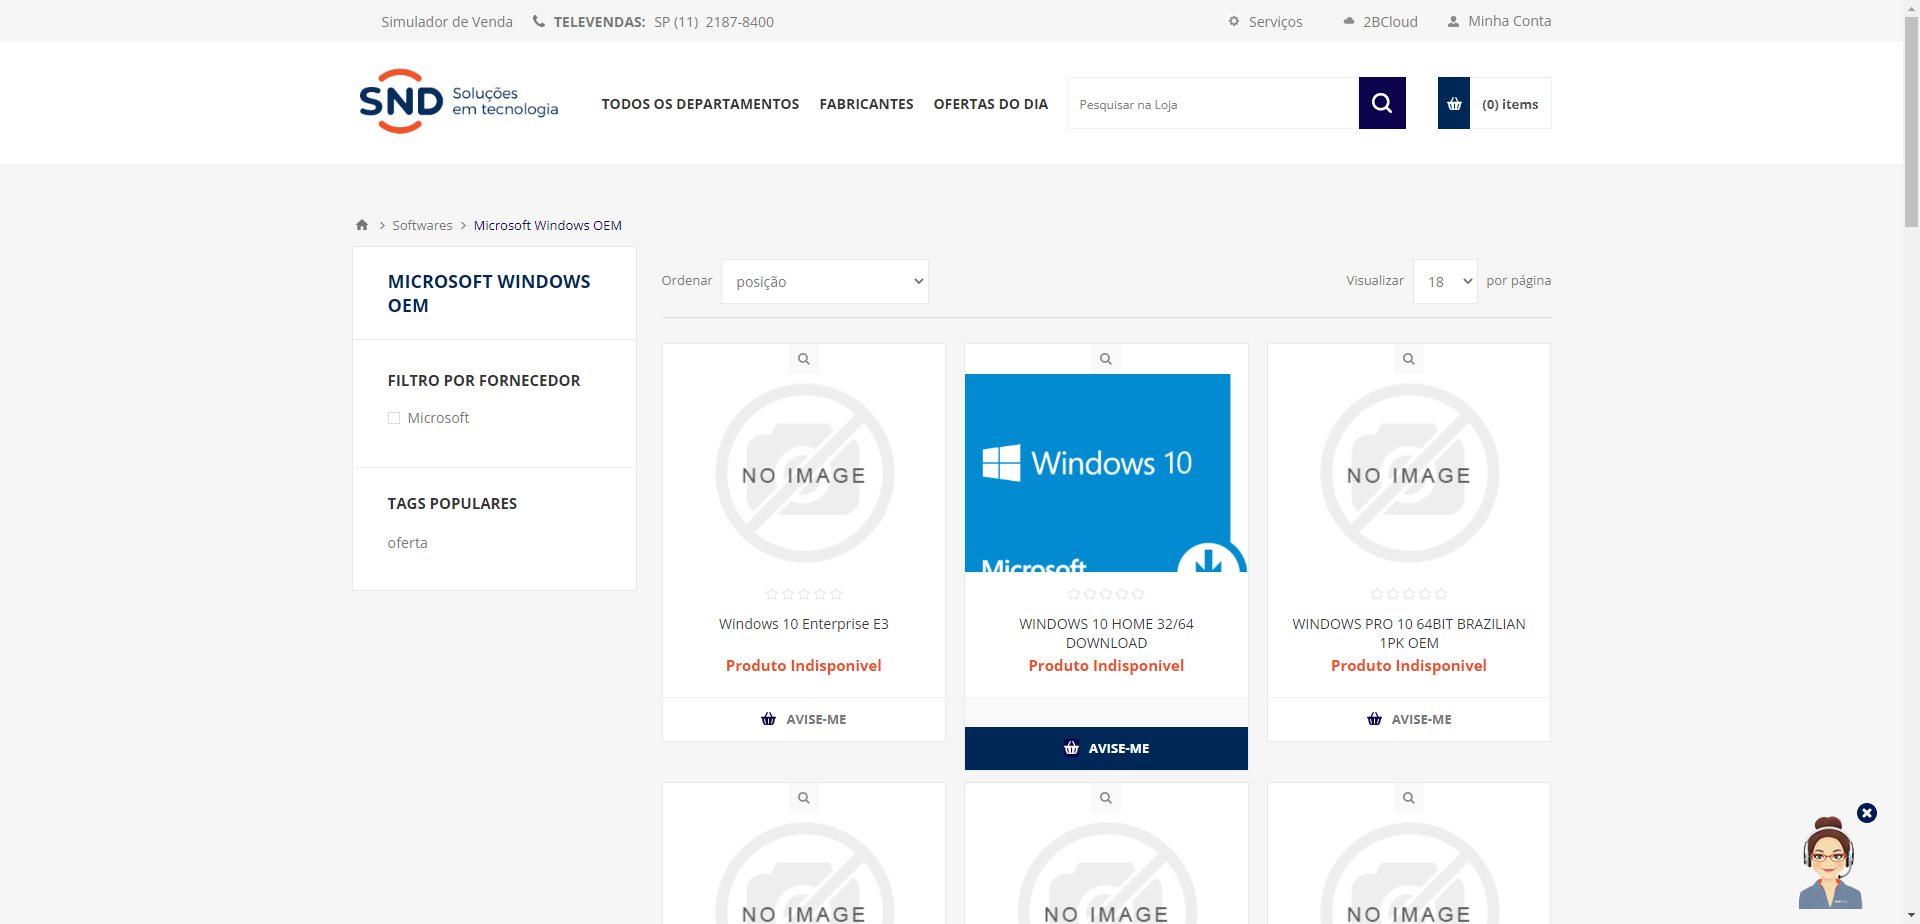 Simulador de Venda
TELEVENDAS: SP (11) 2187-8400
Serviços
2BCloud
Minha Conta
SND Soluções
em tecnologia
TODOS OS DEPARTAMENTOS
FABRICANTES
OFERTAS DO DIA
Pesquisar na Loja
(0) items
Softwares
Microsoft Windows OEM
MICROSOFT WINDOWS
OEM
FILTRO POR FORNECEDOR
Microsoft
TAGS POPULARES
oferta
Ordenar posição
Visualizar 18 por página
NO IMAGE
Windows 10 Enterprise E3
Produto Indisponivel
AVISE-ME
Windows 10
Microsoft
WINDOWS 10 HOME 32/64
DOWNLOAD
Produto Indisponivel
AVISE-ME
NO IMAGE
WINDOWS PRO 10 64BIT BRAZILIAN
1PK OEM
Produto Indisponivel
AVISE-ME
NO IMAGE
NO IMAGE
NO IMAGE